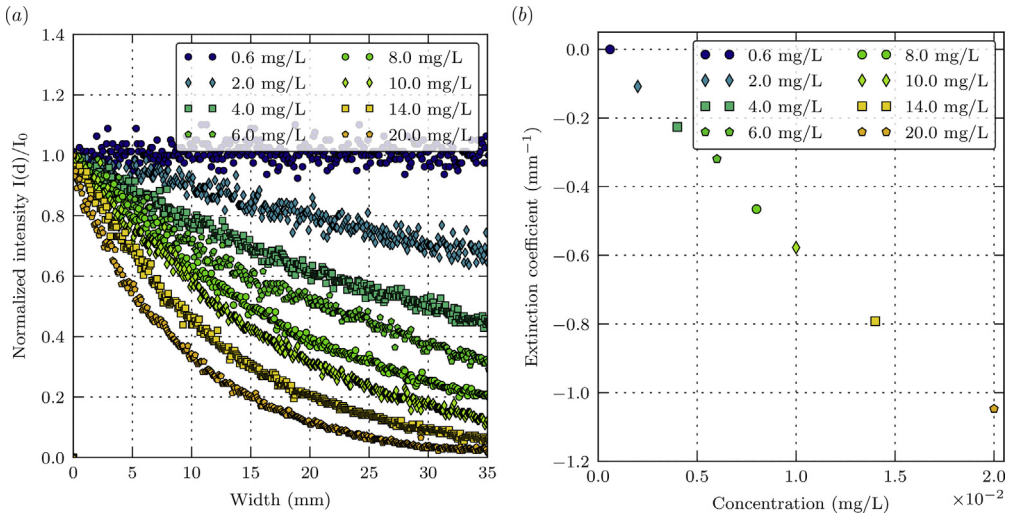 (a)
1.4
1.2
1.0
0.8
0.6
0.4
0.2
0.0
Normalized intensity I(d)/I0
0.6 mg/L
2.0 mg/L
4.0 mg/L
6.0 mg/L
8.0 mg/L
10.0 mg/L
14.0 mg/L
20.0 mg/L
0 5 10 15 20 25 30 35
Width (mm)
(b)
0.0
−0.2
−0.4
−0.6
−0.8
−1.0
−1.2
Extinction coefficient (mm⁻¹)
0.6 mg/L
2.0 mg/L
4.0 mg/L
6.0 mg/L
8.0 mg/L
10.0 mg/L
14.0 mg/L
20.0 mg/L
0.0 0.5 1.0 1.5 2.0
×10⁻²
Concentration (mg/L)